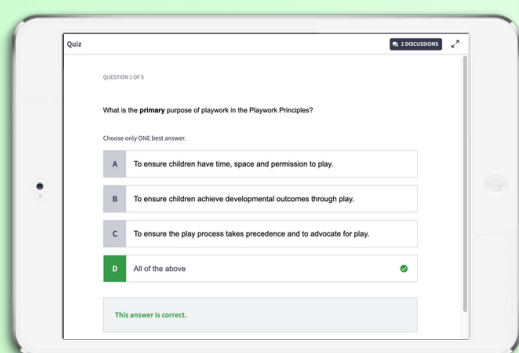 Quiz
2 DISCUSSIONS
QUESTION 1 OF 5
What is the primary purpose of playwork in the Playwork Principles?
Choose only ONE best answer.
A To ensure children have time, space and permission to play.
B To ensure children achieve developmental outcomes through play.
C To ensure the play process takes precedence and to advocate for play.
D All of the above
This answer is correct.